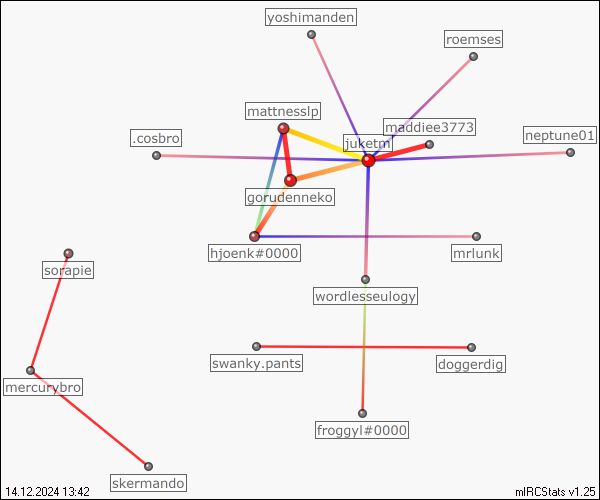 yoshimanden
roemses
mattnesslp
maddiee3773
.cosbro
neptune01
juketm
gorudenneko
hjoenk#0000
mrlunk
sorapie
wordlesseulogy
swanky.pants
doggerdig
mercurybro
froggyl#0000
skermando
14.12.2024 13:42
mIRCStats v1.25